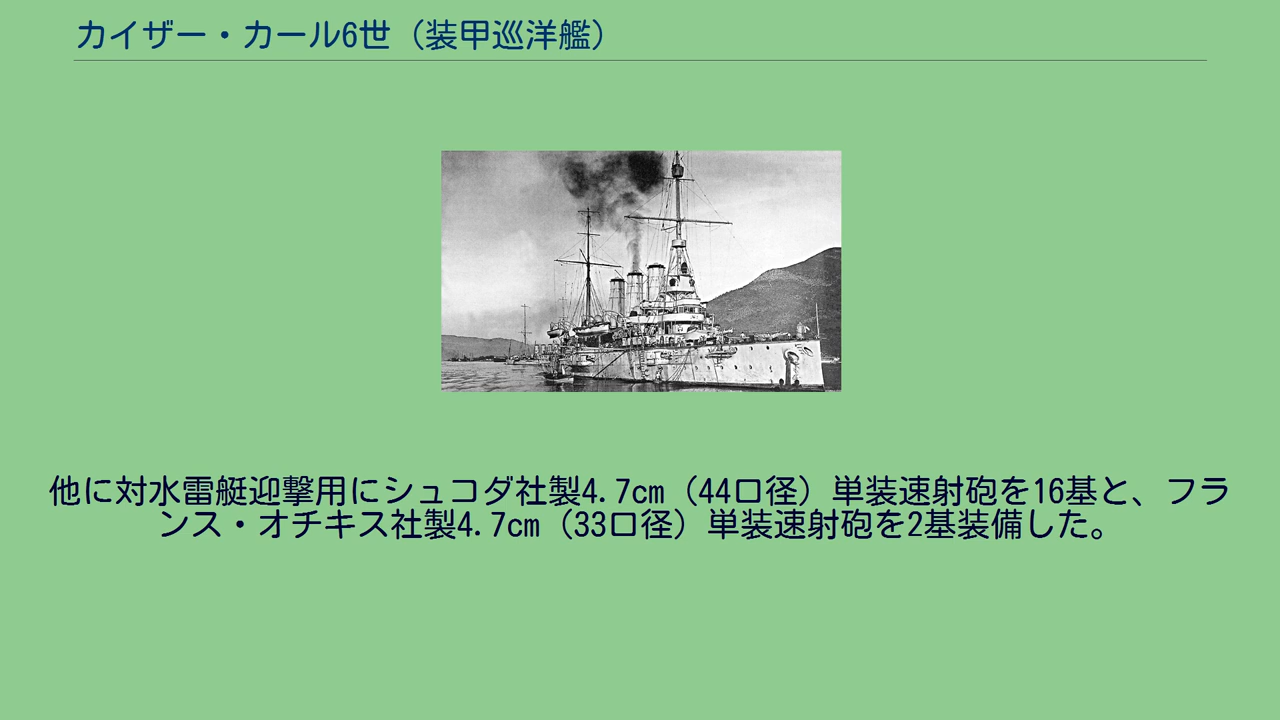 カイザー・カール6世（装甲巡洋艦）
他に対水雷艇迎撃用にシュコダ社製4.7cm（44口径）単装速射砲を16基と、フラ
ンス・オチキス社製4.7cm（33口径）単装速射砲を2基装備した。